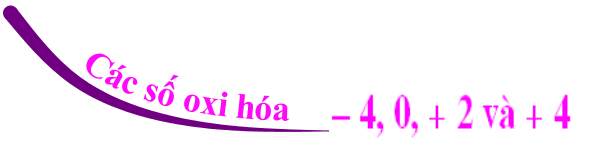 Các số oxi hóa – 4, 0, + 2 và + 4